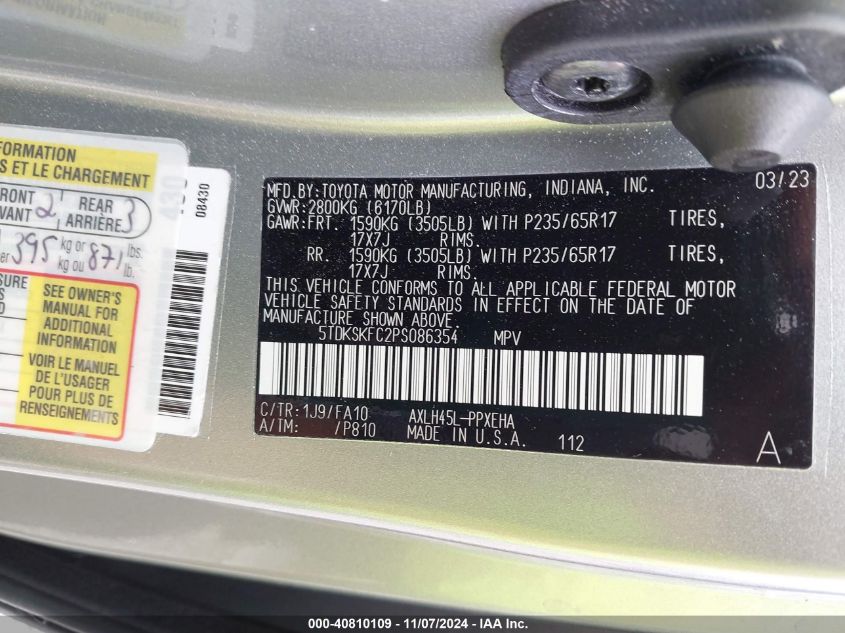 INFORMATION
FORMATION
S ET LE CHARGEMENT
FRONT 2 REAR
AVANT ARRIÈRE 3
395 kg or 871 lbs.
kg ou lb.
SEE OWNER'S
MANUAL FOR
ADDITIONAL
INFORMATION
VOIR LE MANUEL
DE L'USAGER
POUR PLUS DE
RENSEIGNEMENTS
430
08430
MFD.BY:TOYOTA MOTOR MANUFACTURING, INDIANA, INC. 03/23
GVWR:2800KG (6170LB)
GAWR:FRT. 1590KG (3505LB) WITH P235/65R17 TIRES,
17X7J RIMS.
RR. 1590KG (3505LB) WITH P235/65R17 TIRES,
17X7J RIMS.
THIS VEHICLE CONFORMS TO ALL APPLICABLE FEDERAL MOTOR
VEHICLE SAFETY STANDARDS IN EFFECT ON THE DATE OF
MANUFACTURE SHOWN ABOVE.
5TDKSKFC2PS086354 MPV
C/TR:1J9/FA10 AXLH45L-PPXEHA
A/TM: /P810 MADE IN U.S.A. 112 A
000-40810109 - 11/07/2024 - IAA Inc.